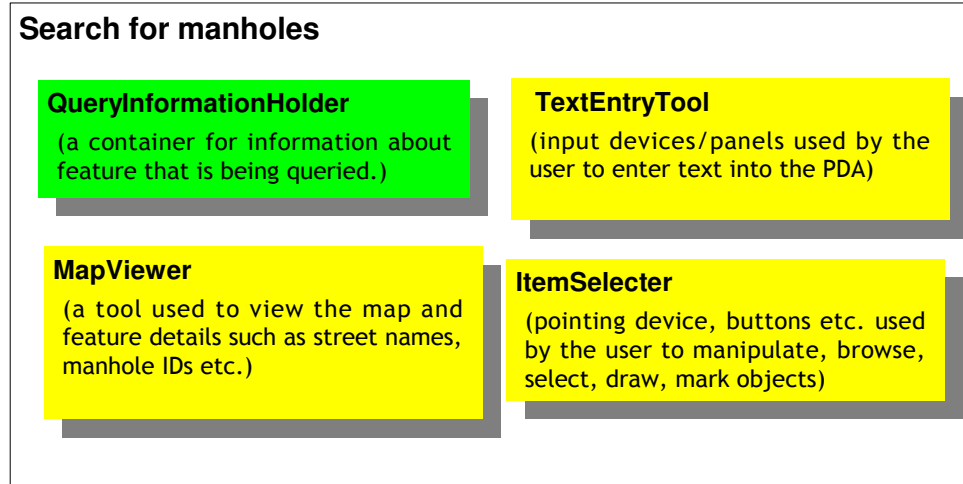 Search for manholes
QueryInformationHolder
(a container for information about
feature that is being queried.)
TextEntryTool
(input devices/panels used by the
user to enter text into the PDA)
MapViewer
(a tool used to view the map and
feature details such as street names,
manhole IDs etc.)
ItemSelecter
(pointing device, buttons etc. used
by the user to manipulate, browse,
select, draw, mark objects)